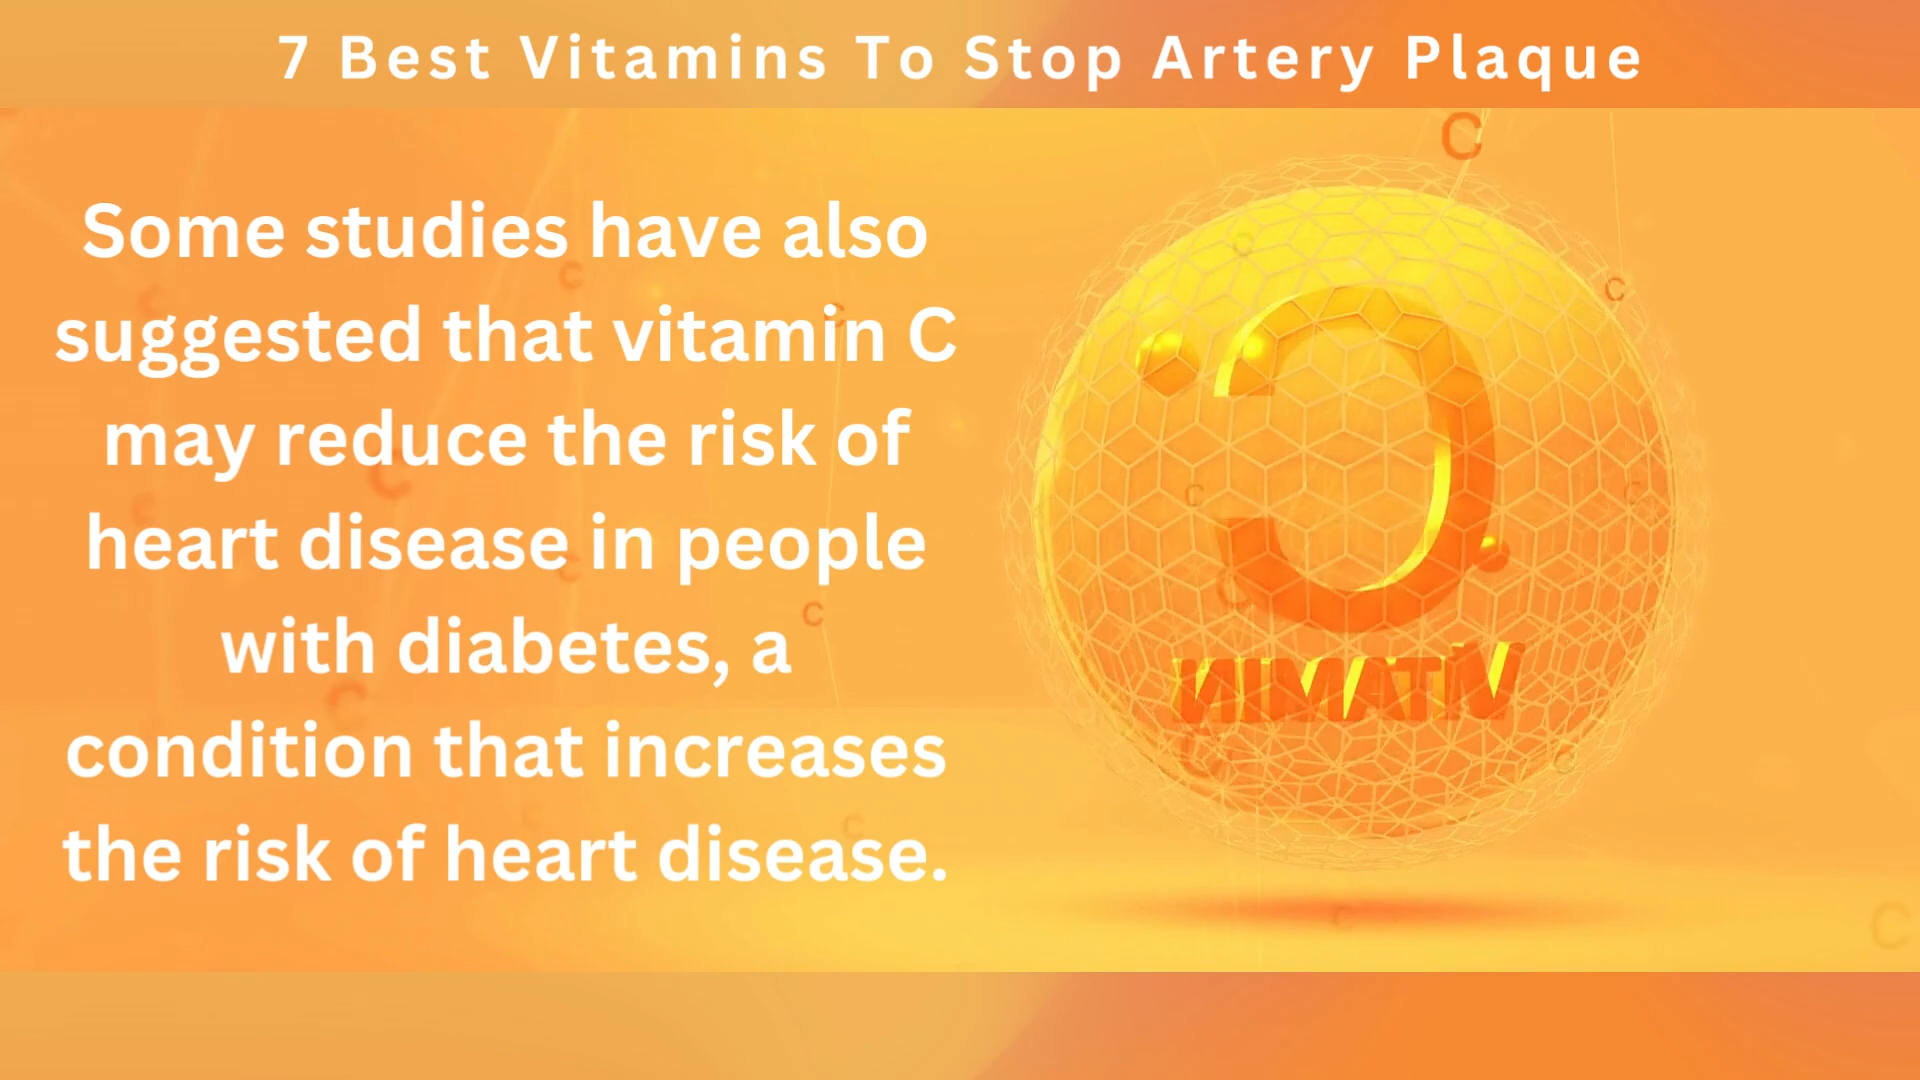 7 Best Vitamins To Stop Artery Plaque
Some studies have also
suggested that vitamin C
may reduce the risk of
heart disease in people
with diabetes, a
condition that increases
the risk of heart disease.
C
VITAMIN